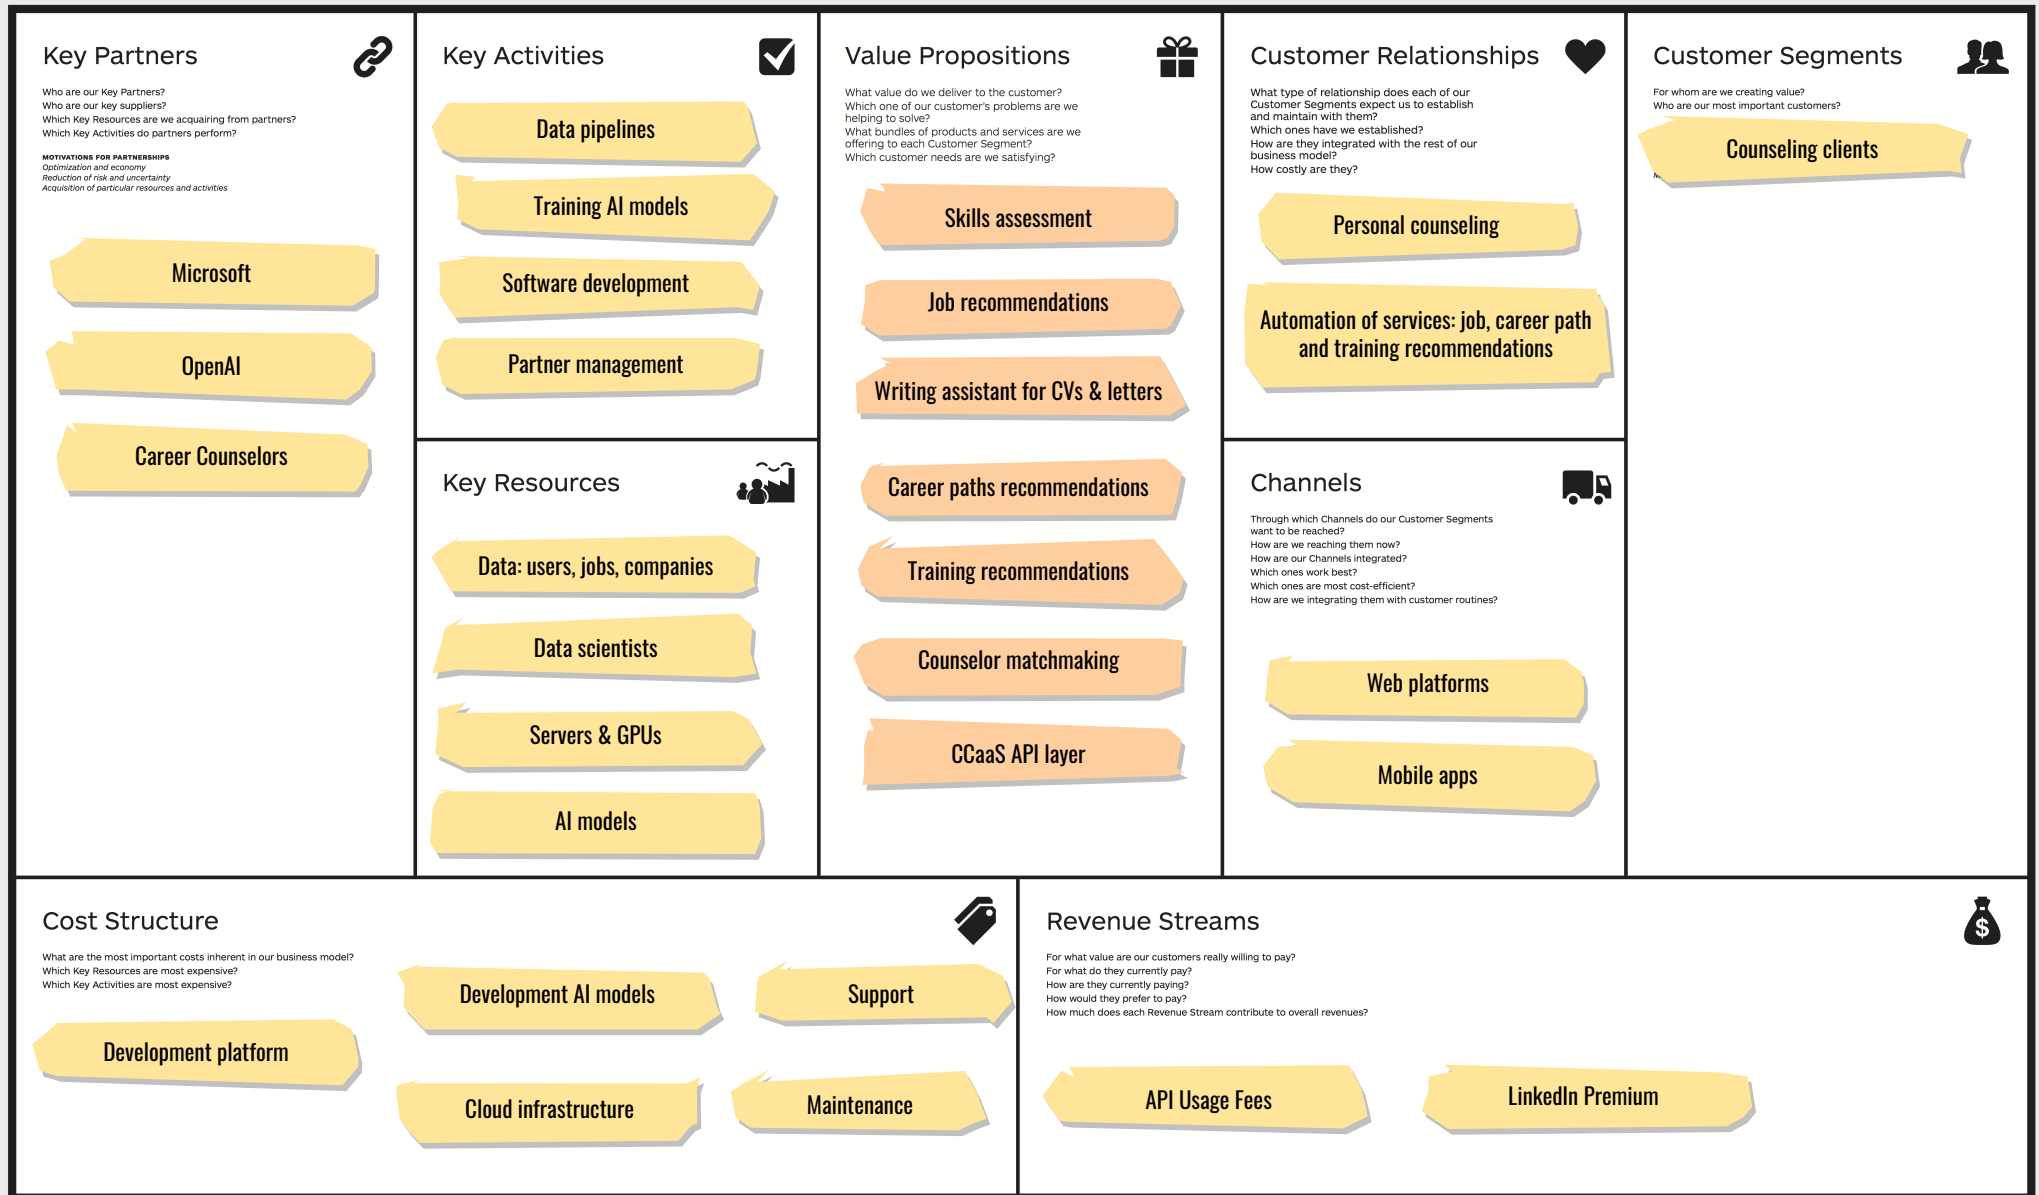 Key Partners
Who are our Key Partners?
Who are our key suppliers?
Which Key Resources are we acquairing from partners?
Which Key Activities do partners perform?
MOTIVATIONS FOR PARTNERSHIPS
Optimization and economy
Reduction of risk and uncertainty
Acquisition of particular resources and activities
Microsoft
OpenAI
Career Counselors
Key Activities
Data pipelines
Training AI models
Software development
Partner management
Key Resources
Data: users, jobs, companies
Data scientists
Servers & GPUs
AI models
Value Propositions
What value do we deliver to the customer?
Which one of our customer's problems are we
helping to solve?
What bundles of products and services are we
offering to each Customer Segment?
Which customer needs are we satisfying?
Skills assessment
Job recommendations
Writing assistant for CVs & letters
Career paths recommendations
Training recommendations
Counselor matchmaking
CCaaS API layer
Customer Relationships
What type of relationship does each of our
Customer Segments expect us to establish
and maintain with them?
Which ones have we established?
How are they integrated with the rest of our
business model?
How costly are they?
Personal counseling
Automation of services: job, career path
and training recommendations
Channels
Through which Channels do our Customer Segments
want to be reached?
How are we reaching them now?
How are our Channels integrated?
Which ones work best?
Which ones are most cost-efficient?
How are we integrating them with customer routines?
Web platforms
Mobile apps
Customer Segments
For whom are we creating value?
Who are our most important customers?
Counseling clients
Cost Structure
What are the most important costs inherent in our business model?
Which Key Resources are most expensive?
Which Key Activities are most expensive?
Development platform
Development AI models
Support
Cloud infrastructure
Maintenance
Revenue Streams
$
For what value are our customers really willing to pay?
For what do they currently pay?
How are they currently paying?
How would they prefer to pay?
How much does each Revenue Stream contribute to overall revenues?
API Usage Fees
LinkedIn Premium